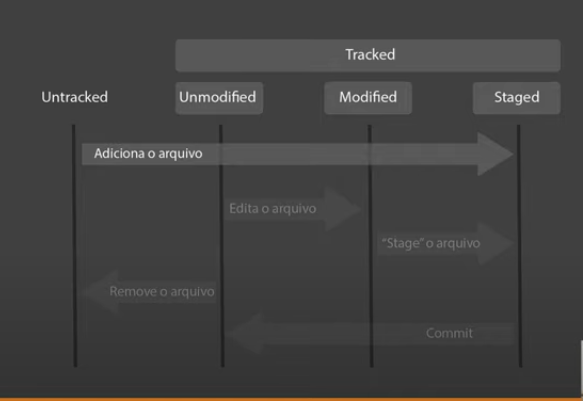 Tracked
Untracked Unmodified Modified Staged
Adiciona o arquivo
Edita o arquivo
“Stage” o arquivo
Remove o arquivo
Commit